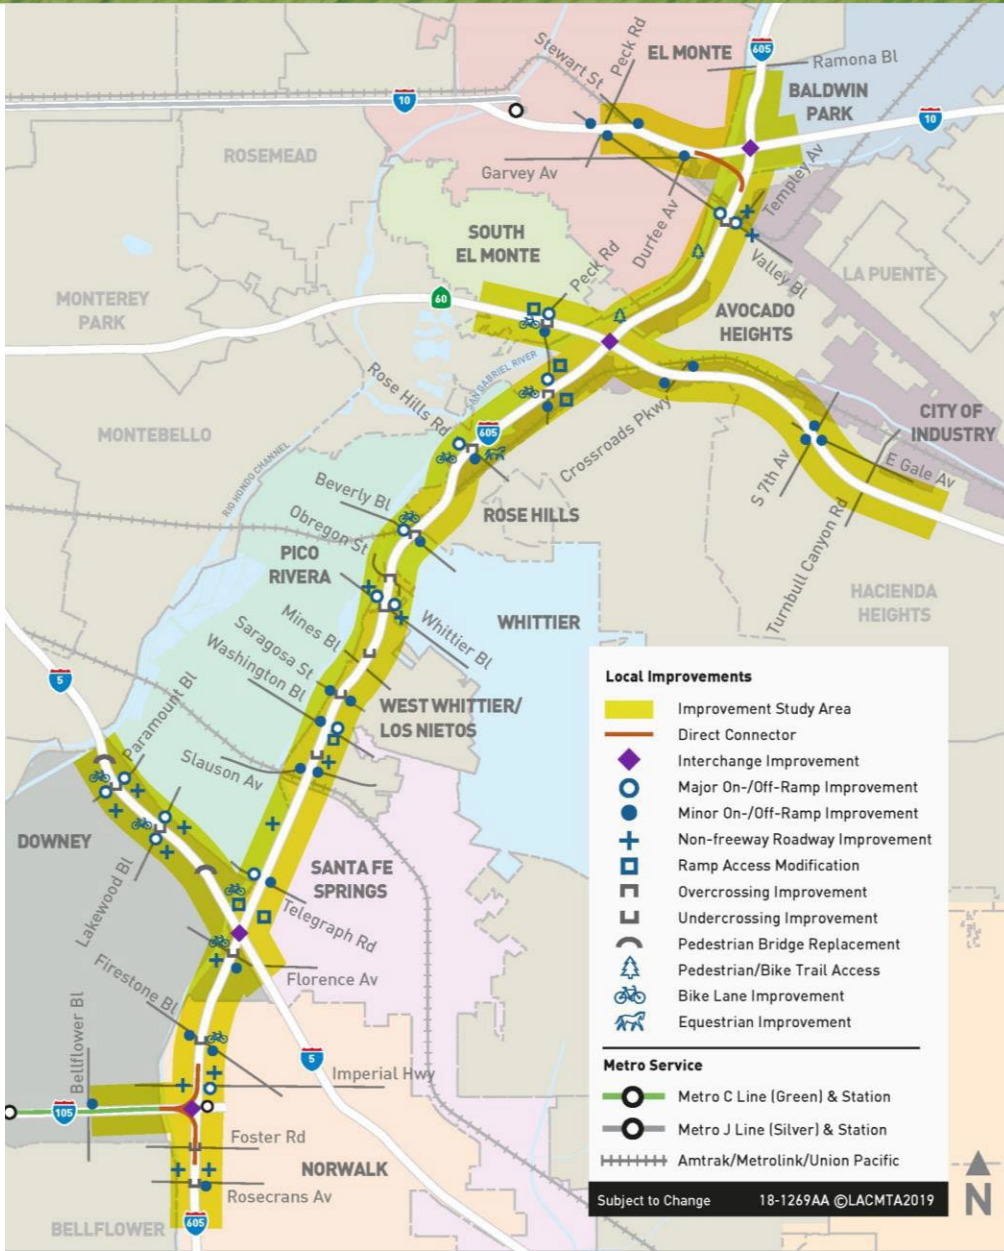 Peck Rd
Stewart St
EL MONTE
605
Ramona Bl
BALDWIN
PARK
10
10
ROSEMEAD
Garvey Av
Durfee Av
Templey Av
SOUTH
EL MONTE
Peck Rd
Valley Bl
LA PUENTE
60
MONTEREY
PARK
AVOCADO
HEIGHTS
SAN GABRIEL RIVER
Rose Hills Rd
MONTEBELLO
605
Crossroads Pkwy
CITY OF
INDUSTRY
S 7th Av
E Gale Av
RIO HONDO CHANNEL
Beverly Bl
ROSE HILLS
Obregon St
PICO
RIVERA
Turnbull Canyon Rd
HACIENDA
HEIGHTS
WHITTIER
Mines Bl
Whittier Bl
Saragosa St
Washington Bl
5
WEST WHITTIER/
LOS NIETOS
Paramount Bl
Slauson Av
DOWNEY
SANTA FE
SPRINGS
Lakewood Bl
Telegraph Rd
Florence Av
Firestone Bl
Bellflower Bl
5
Imperial Hwy
105
Foster Rd
NORWALK
Rosecrans Av
BELLFLOWER
605
Local Improvements
Improvement Study Area
Direct Connector
Interchange Improvement
Major On-/Off-Ramp Improvement
Minor On-/Off-Ramp Improvement
Non-freeway Roadway Improvement
Ramp Access Modification
Overcrossing Improvement
Undercrossing Improvement
Pedestrian Bridge Replacement
Pedestrian/Bike Trail Access
Bike Lane Improvement
Equestrian Improvement
Metro Service
Metro C Line (Green) & Station
Metro J Line (Silver) & Station
Amtrak/Metrolink/Union Pacific
Subject to Change 18-1269AA ©LACMTA2019
N